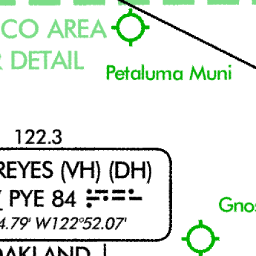 CO AREA
R DETAIL
Petaluma Muni
122.3
REYES (VH) (DH)
PYE 84
4.79' W122°52.07'
Gnos
OAKLAND